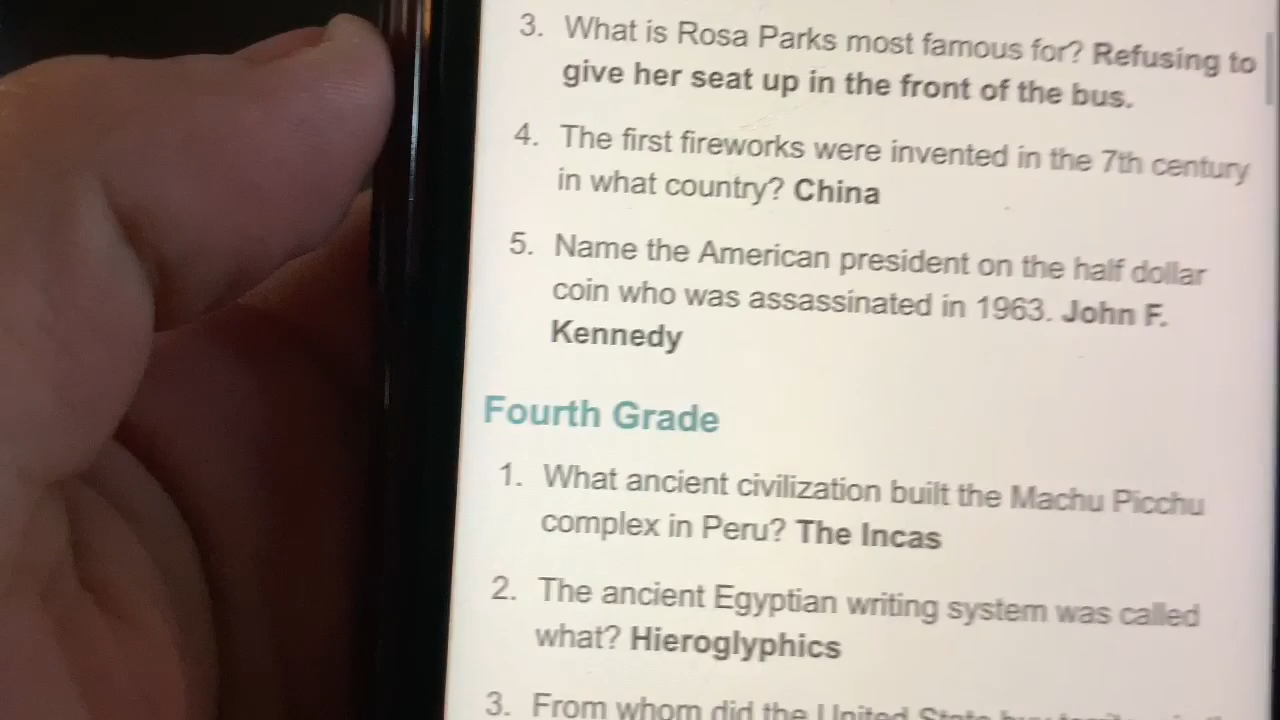 3. What is Rosa Parks most famous for? Refusing to
give her seat up in the front of the bus.
4. The first fireworks were invented in the 7th century
in what country? China
5. Name the American president on the half dollar
coin who was assassinated in 1963. John F.
Kennedy
Fourth Grade
1. What ancient civilization built the Machu Picchu
complex in Peru? The Incas
2. The ancient Egyptian writing system was called
what? Hieroglyphics
3. From whom did the United State buy